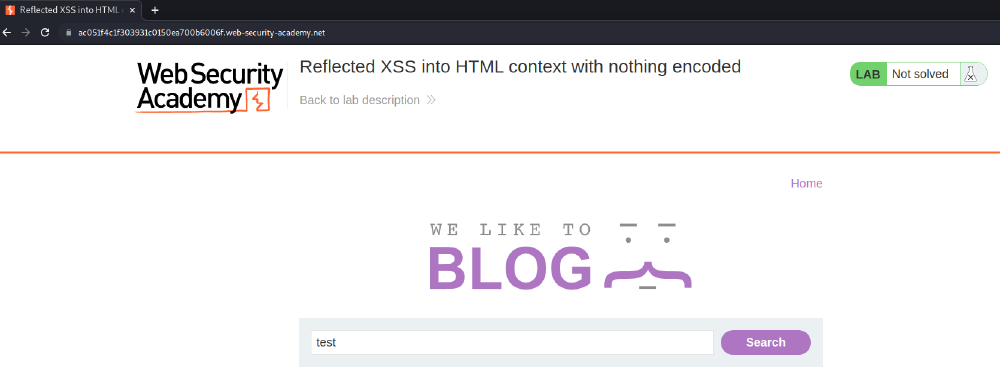 Reflected XSS into HTML
ac051f4c1f303931c0150ea700b6006f.web-security-academy.net
Web Security
Academy
Reflected XSS into HTML context with nothing encoded
Back to lab description
LAB Not solved
Home
WE LIKE TO
BLOG
test
Search